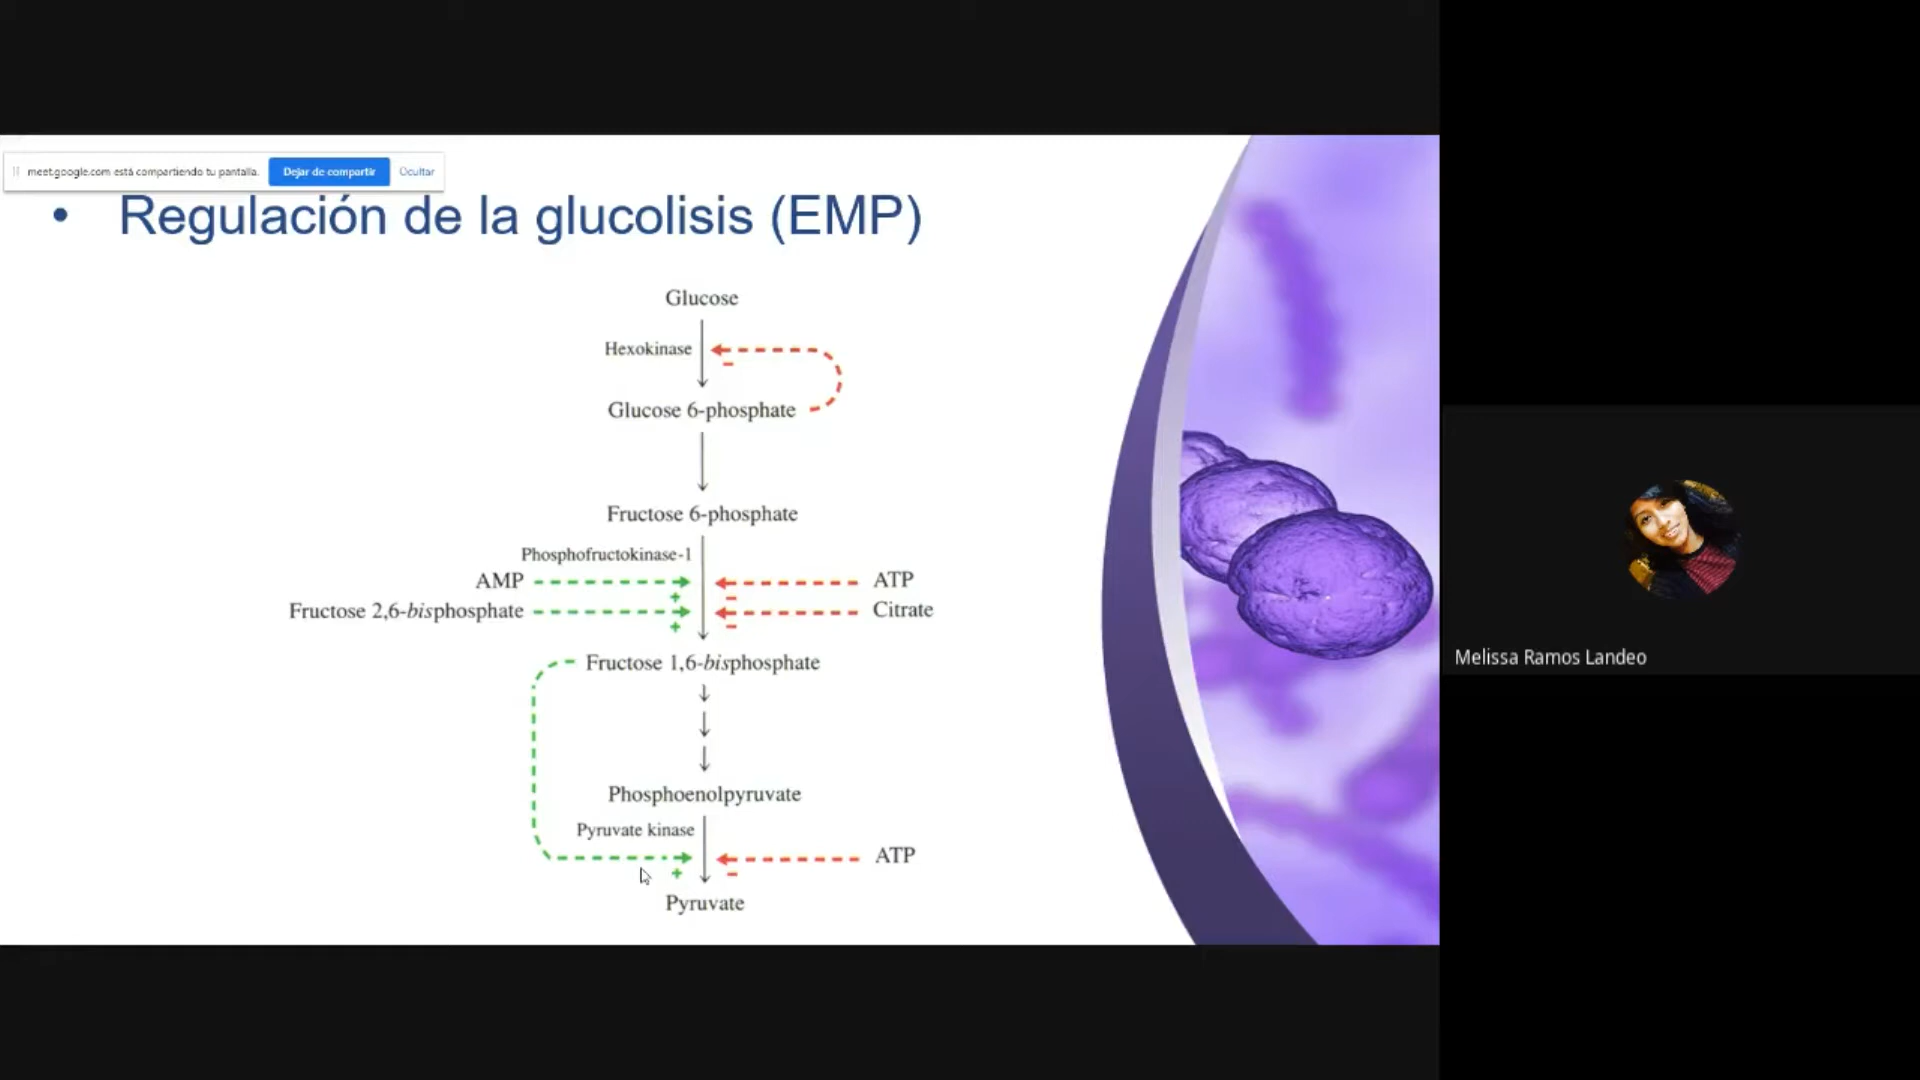 meet.google.com está compartiendo tu pantalla. Dejar de compartir Ocultar
• Regulación de la glucolisis (EMP)
Glucose
Hexokinase
-
Glucose 6-phosphate
Fructose 6-phosphate
Phosphofructokinase-1
AMP ATP
+ -
Fructose 2,6-bisphosphate Citrate
+ -
Fructose 1,6-bisphosphate
Phosphoenolpyruvate
Pyruvate kinase
ATP
+ -
Pyruvate
Melissa Ramos Landeo